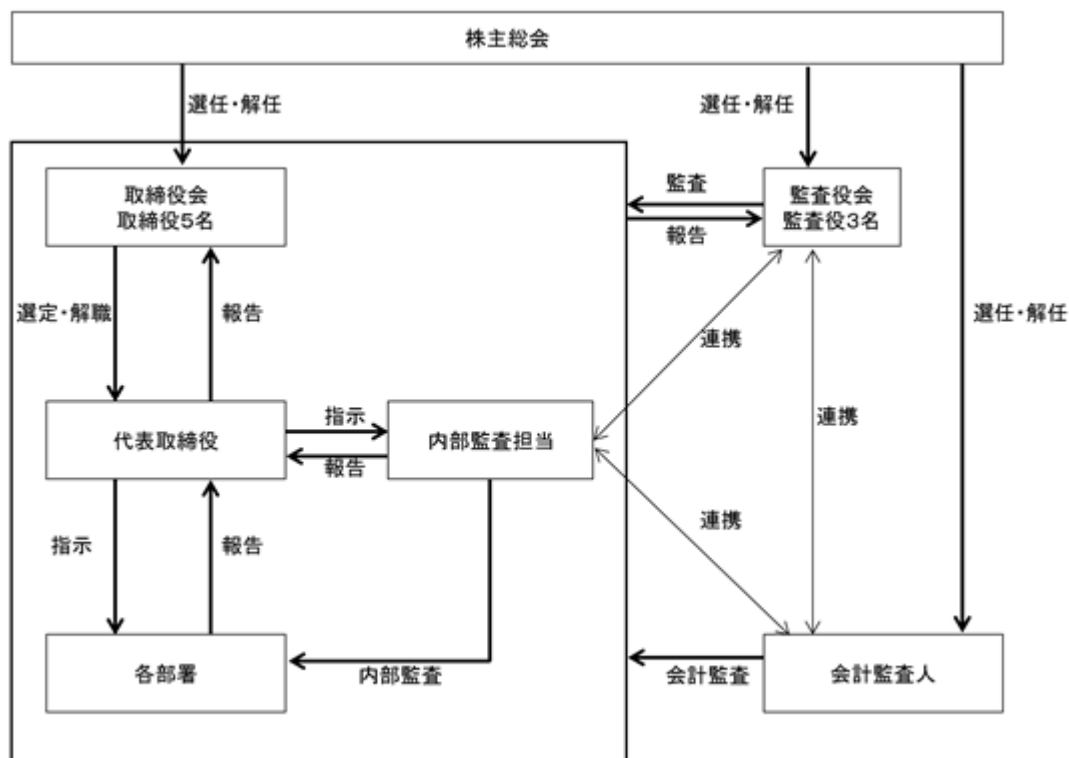 株主総会
選任・解任
選任・解任
取締役会
取締役5名
監査
報告
監査役会
監査役3名
選定・解職
報告
連携
選任・解任
代表取締役
指示
報告
内部監査担当
連携
指示
報告
連携
各部署
内部監査
会計監査
会計監査人